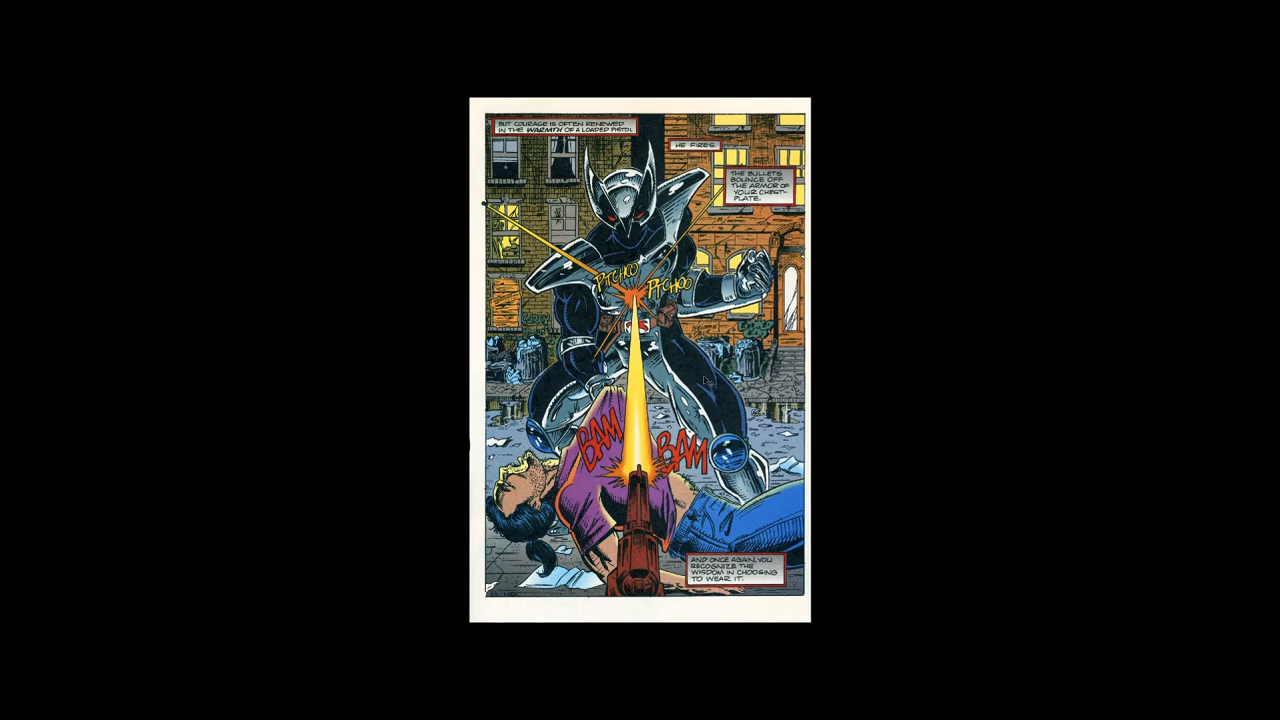 BUT COURAGE IS OFTEN RENEWED
IN THE WARMTH OF A LOADED PISTOL.
HE FIRES.
THE BULLETS
BOUNCE OFF
THE ARMOR OF
YOUR CHEST-
PLATE.
PTCHOO
PTCHOO
BAM
BAM
AND ONCE AGAIN, YOU
RECOGNIZE THE
WISDOM IN CHOOSING
TO WEAR IT.